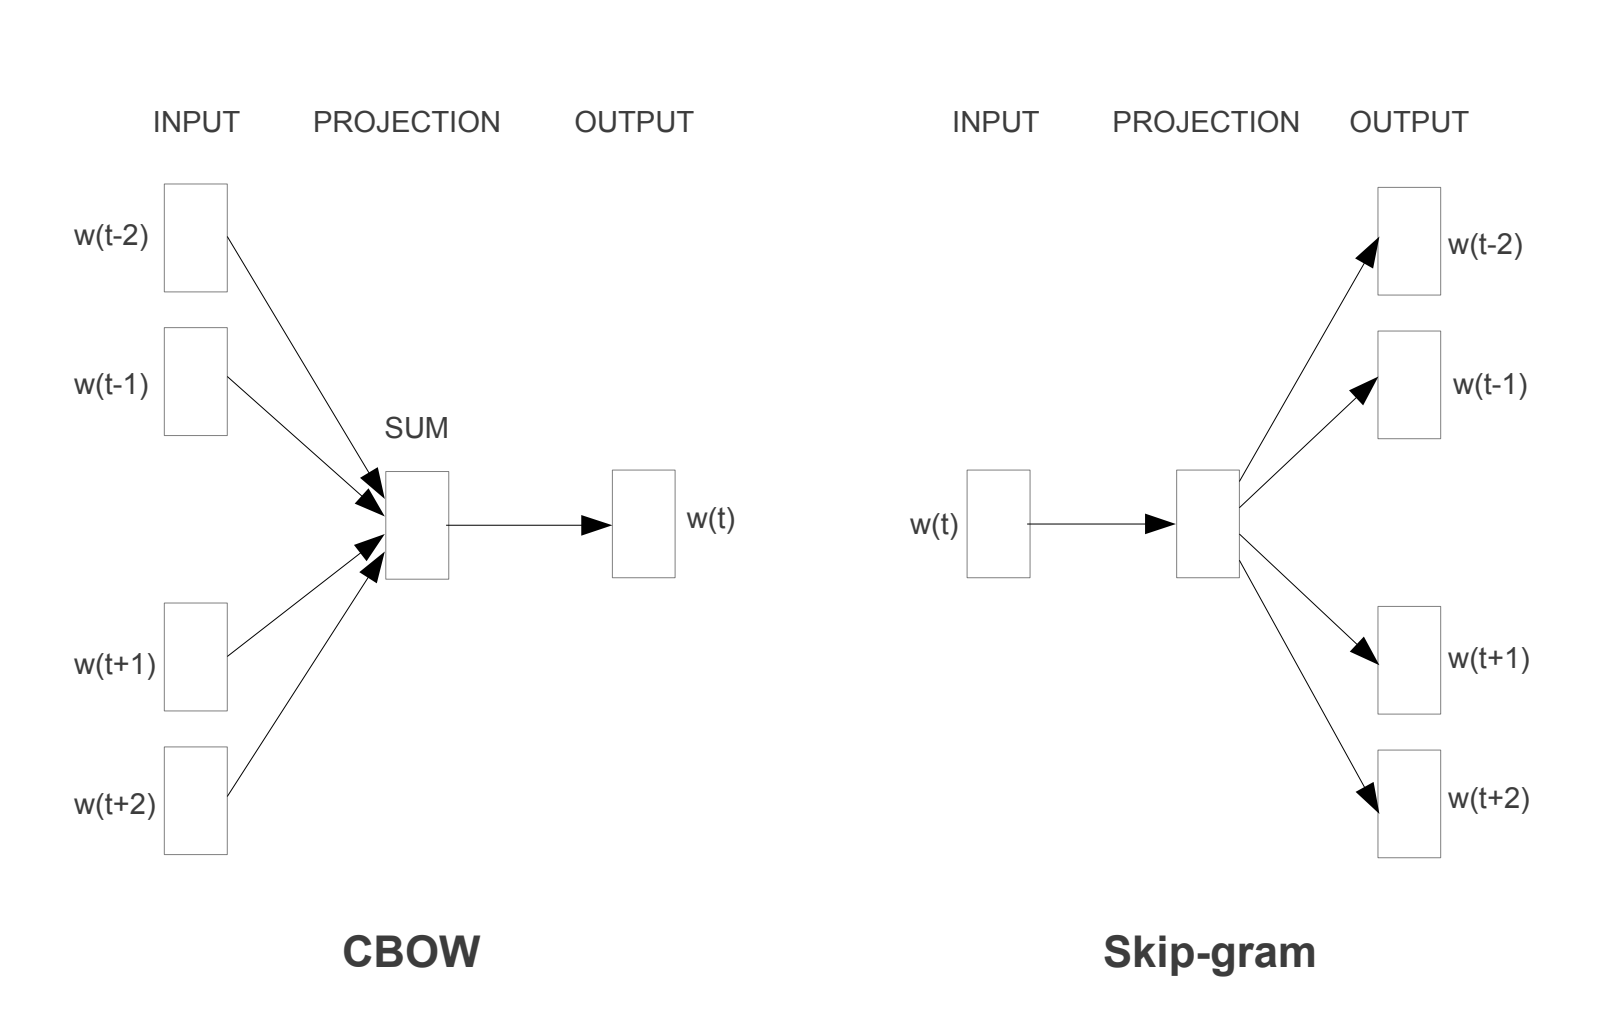 INPUT PROJECTION OUTPUT
w(t-2)
w(t-1)
SUM
w(t)
w(t+1)
w(t+2)
CBOW
INPUT PROJECTION OUTPUT
w(t-2)
w(t-1)
w(t)
w(t+1)
w(t+2)
Skip-gram